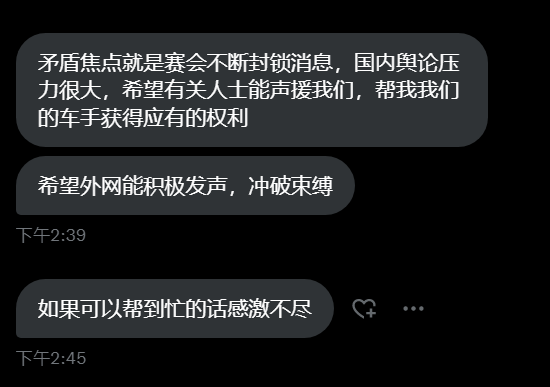 矛盾焦点就是赛会不断封锁消息，国内舆论压
力很大，希望有关人士能声援我们，帮我我们
的车手获得应有的权利
希望外网能积极发声，冲破束缚
下午2:39
如果可以帮到忙的话感激不尽
下午2:45